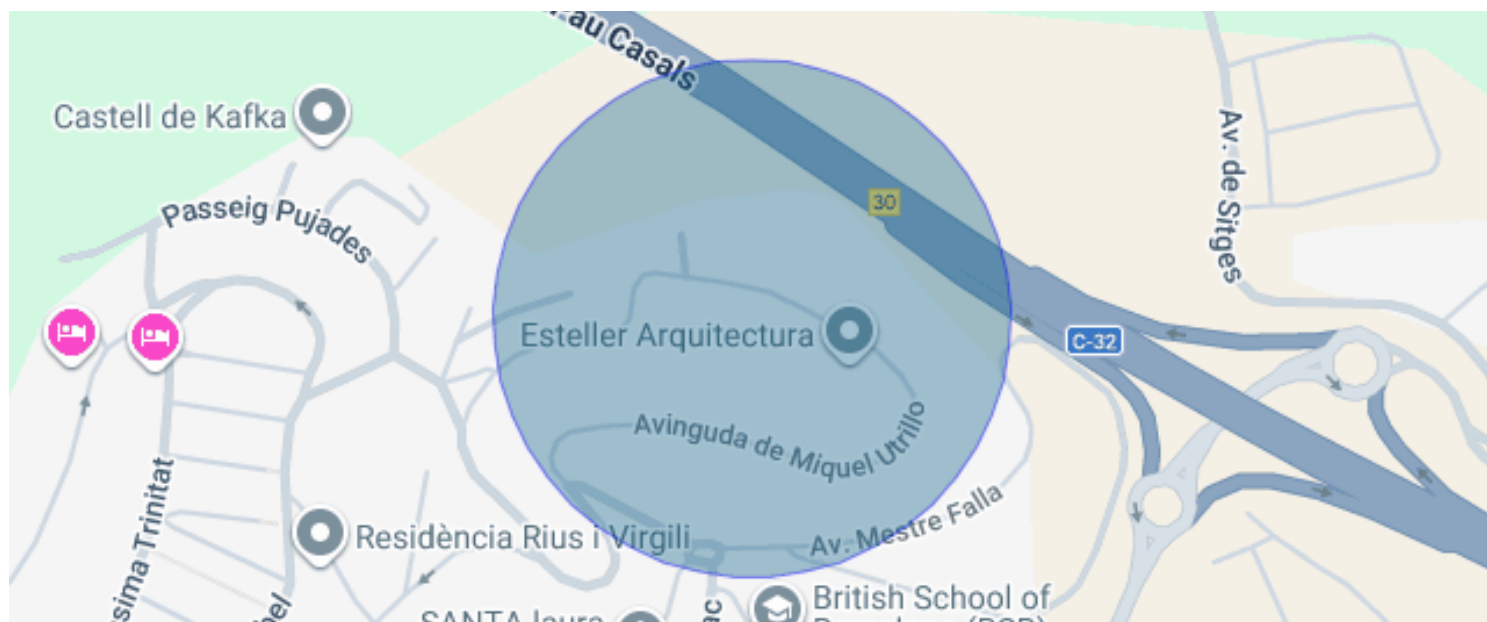 Pau Casals
Castell de Kafka
Passeig Pujades
Av. de Sitges
30
Esteller Arquitectura
C-32
Avinguda de Miquel Utrillo
Av. Mestre Falla
Residència Rius i Virgili
British School of